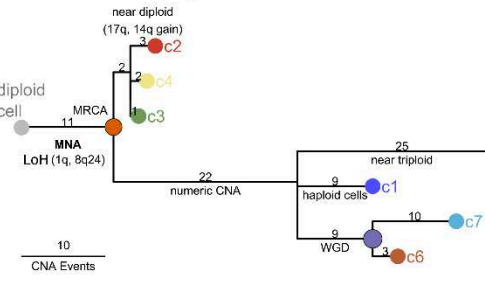 near diploid
(17q, 14q gain)
3 c2
2
2 c4
diploid
cell
MRCA
1 c3
11
MNA
LoH (1q, 8q24)
25
near triploid
22
numeric CNA
9 c1
haploid cells
10 c7
9
WGD
3 c6
10
CNA Events